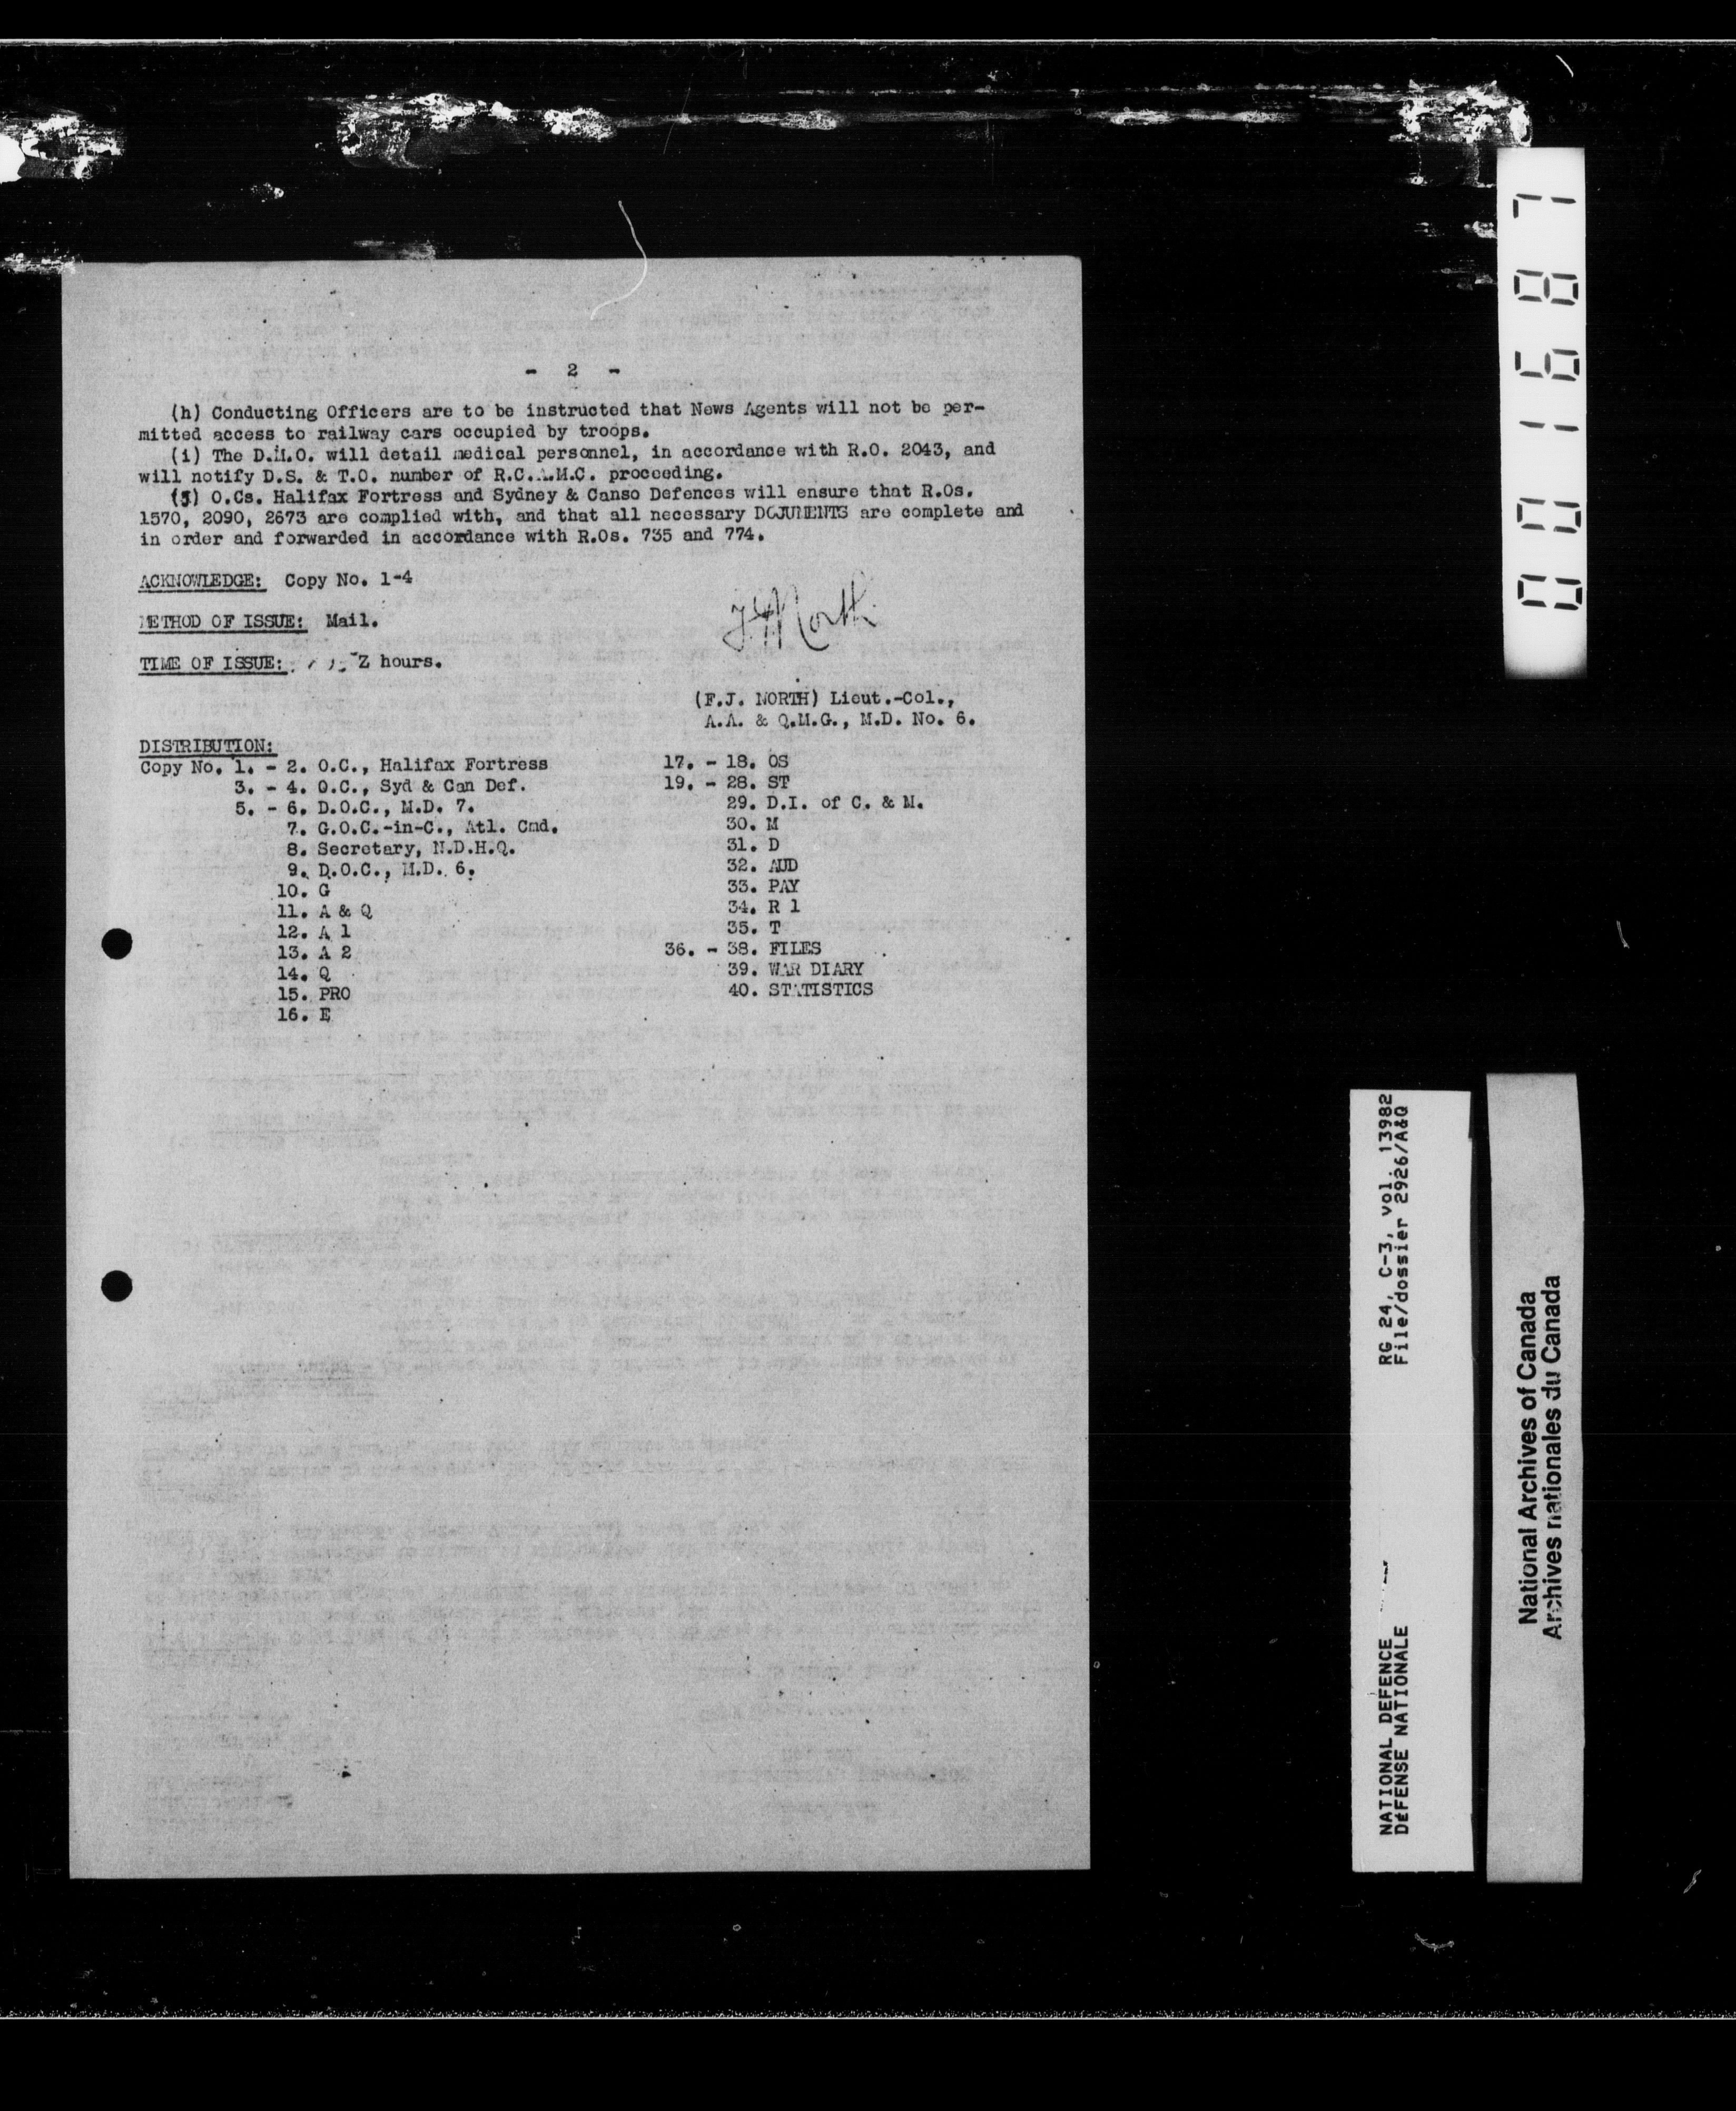 - 2 -
(h) Conducting Officers are to be instructed that News Agents will not be per-
mitted access to railway cars occupied by troops.
(i) The D.M.O. will detail medical personnel, in accordance with R.O. 2043, and
will notify D.S. & T.O. number of R.C.A.M.C. proceeding.
(j) O.Cs. Halifax Fortress and Sydney & Canso Defences will ensure that R.Os.
1570, 2090, 2673 are complied with, and that all necessary DOJUMENTS are complete and
in order and forwarded in accordance with R.Os. 735 and 774.
ACKNOWLEDGE: Copy No. 1-4
METHOD OF ISSUE: Mail.
FJNorth
TIME OF ISSUE: Z hours.
(F.J. NORTH) Lieut.-Col.,
A.A. & Q.M.G., M.D. No. 6.
DISTRIBUTION:
Copy No. 1. - 2. O.C., Halifax Fortress
3. - 4. O.C., Syd & Can Def.
5. - 6. D.O.C., M.D. 7.
7. G.O.C.-in-C., Atl. Cmd.
8. Secretary, N.D.H.Q.
9. D.O.C., M.D. 6.
10. G
11. A & Q
12. A 1
13. A 2
14. Q
15. PRO
16. E
17. - 18. OS
19. - 28. ST
29. D.I. of C. & M.
30. M
31. D
32. AUD
33. PAY
34. R 1
35. T
36. - 38. FILES
39. WAR DIARY
40. STATISTICS
001687
RG 24, C-3, vol. 13982
File/dossier 2926/A&Q
NATIONAL DEFENCE
DéFENSE NATIONALE
National Archives of Canada
Archives nationales du Canada